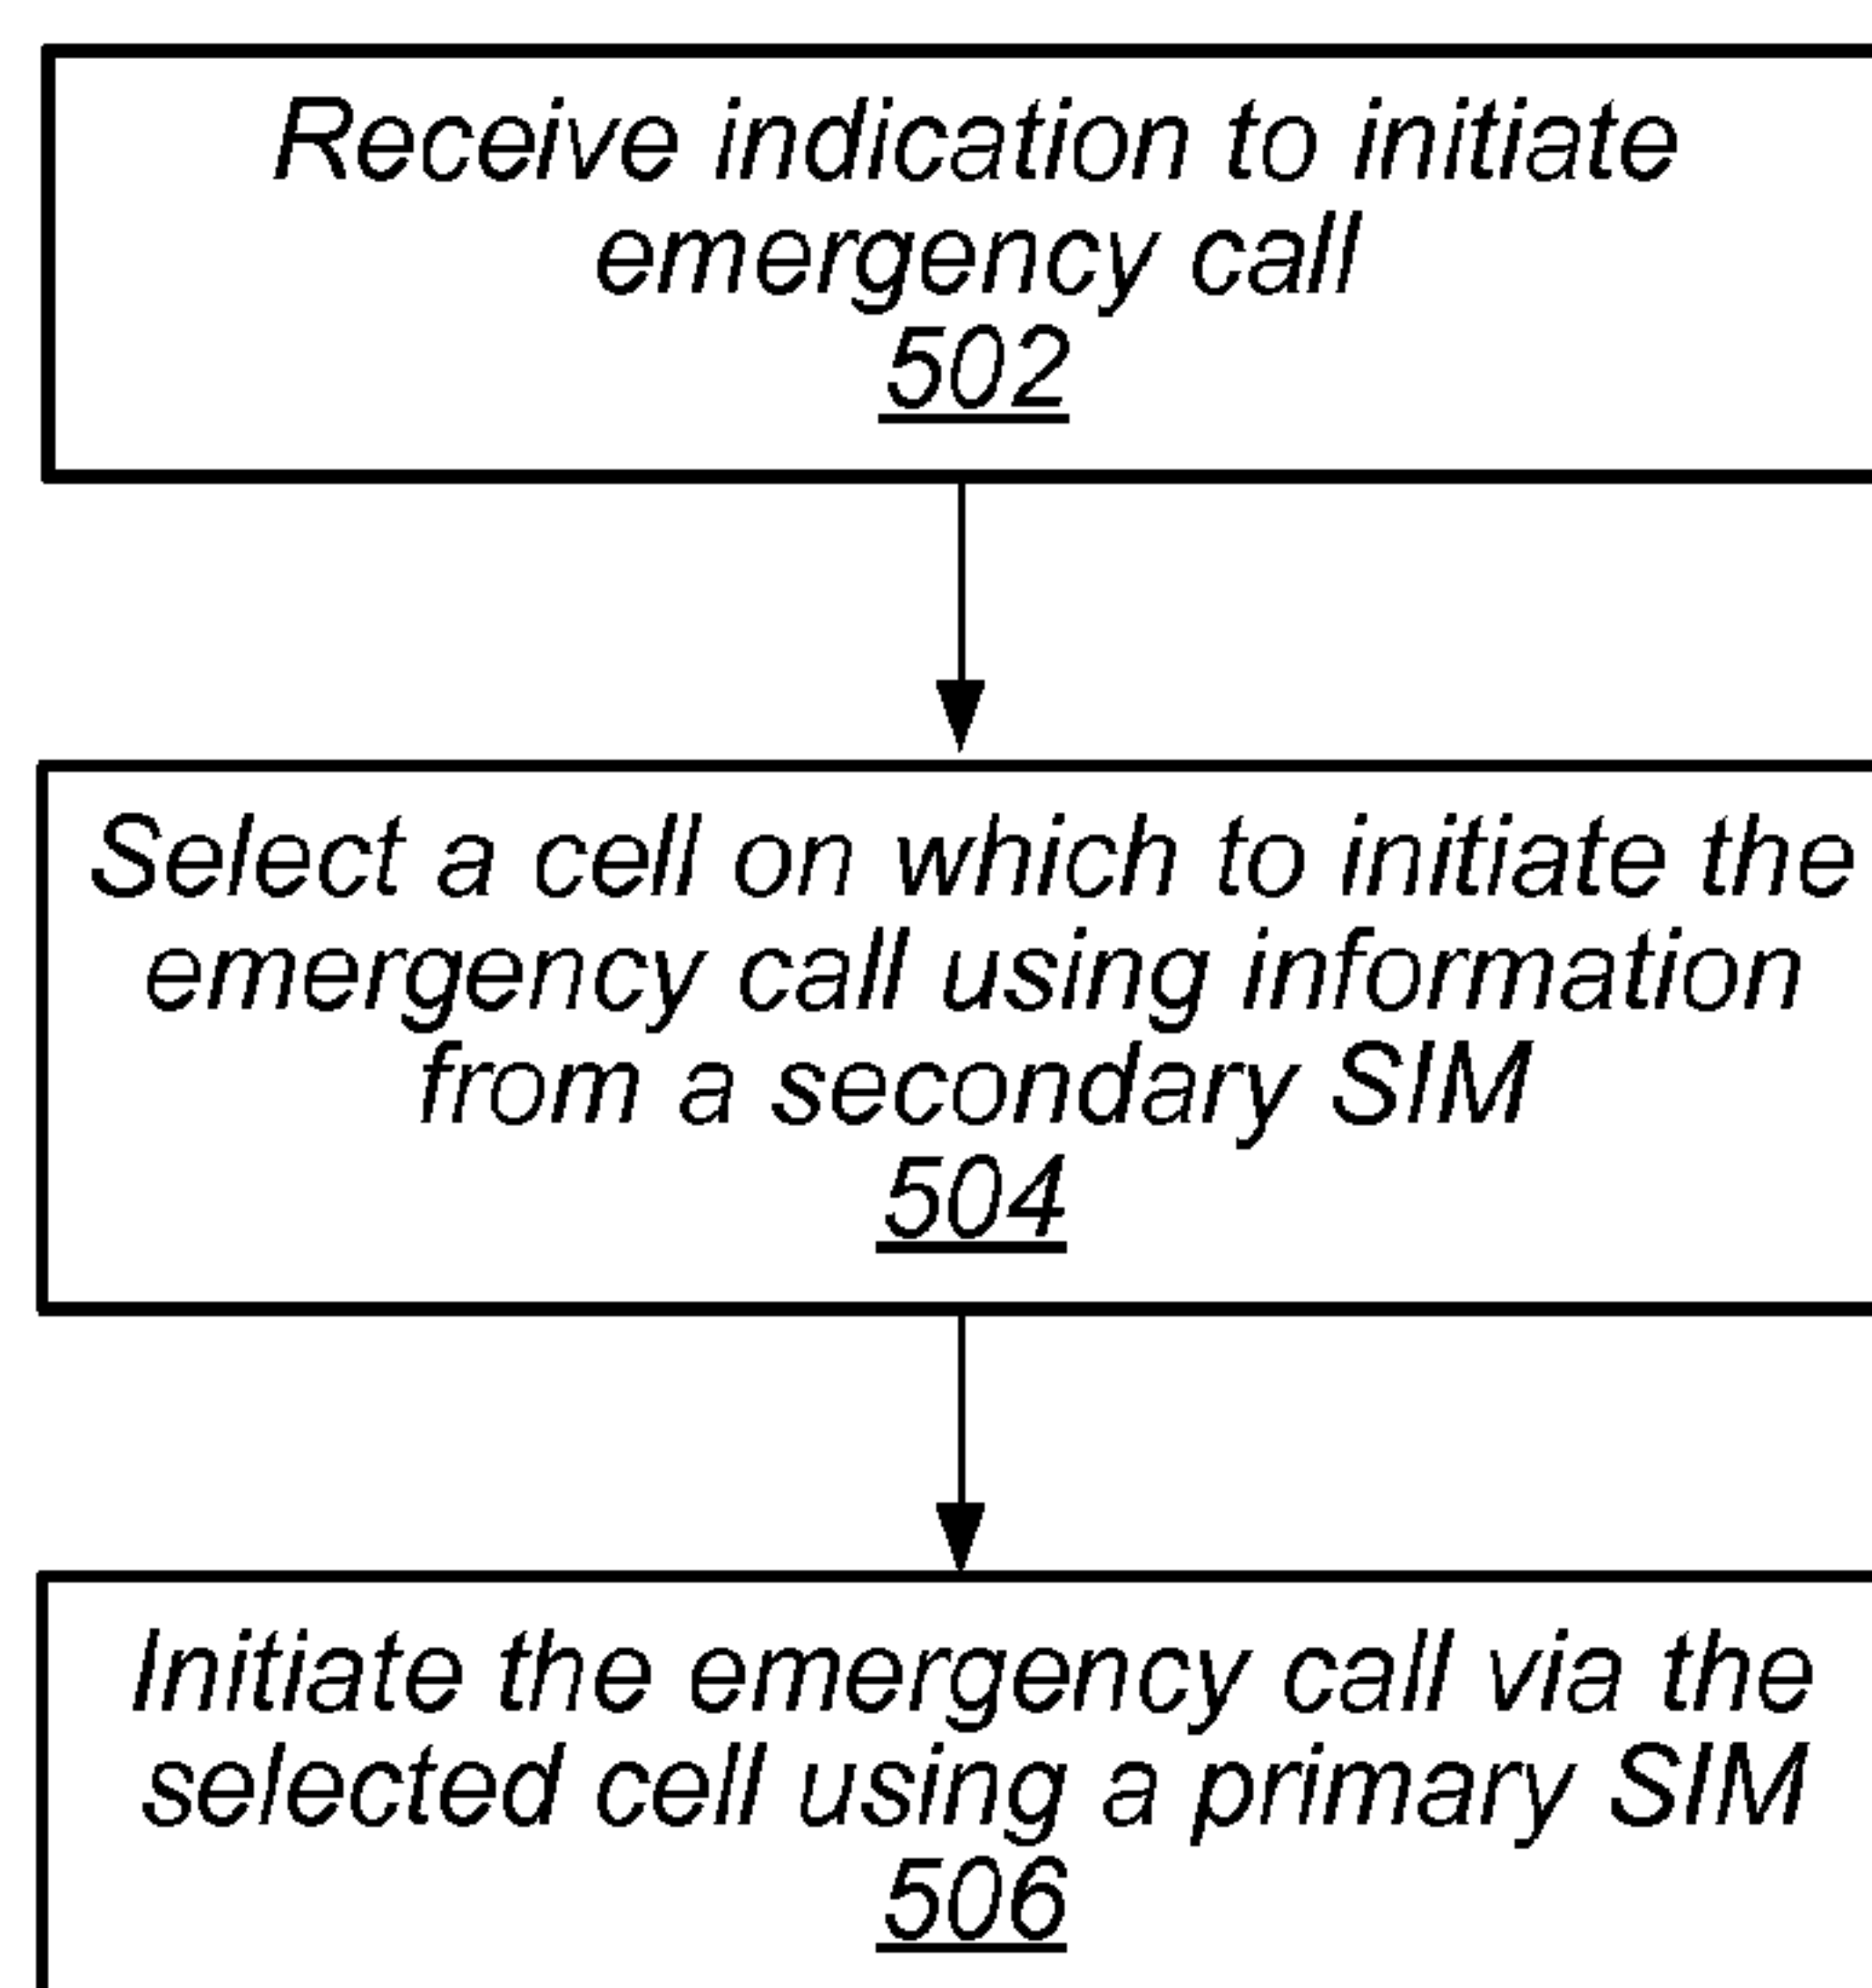 Receive indication to initiate
emergency call
502
Select a cell on which to initiate the
emergency call using information
from a secondary SIM
504
Initiate the emergency call via the
selected cell using a primary SIM
506